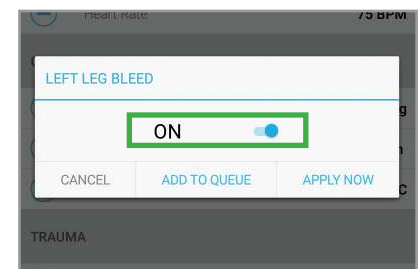 Heart Rate 75 BPM
LEFT LEG BLEED
ON
CANCEL ADD TO QUEUE APPLY NOW
TRAUMA